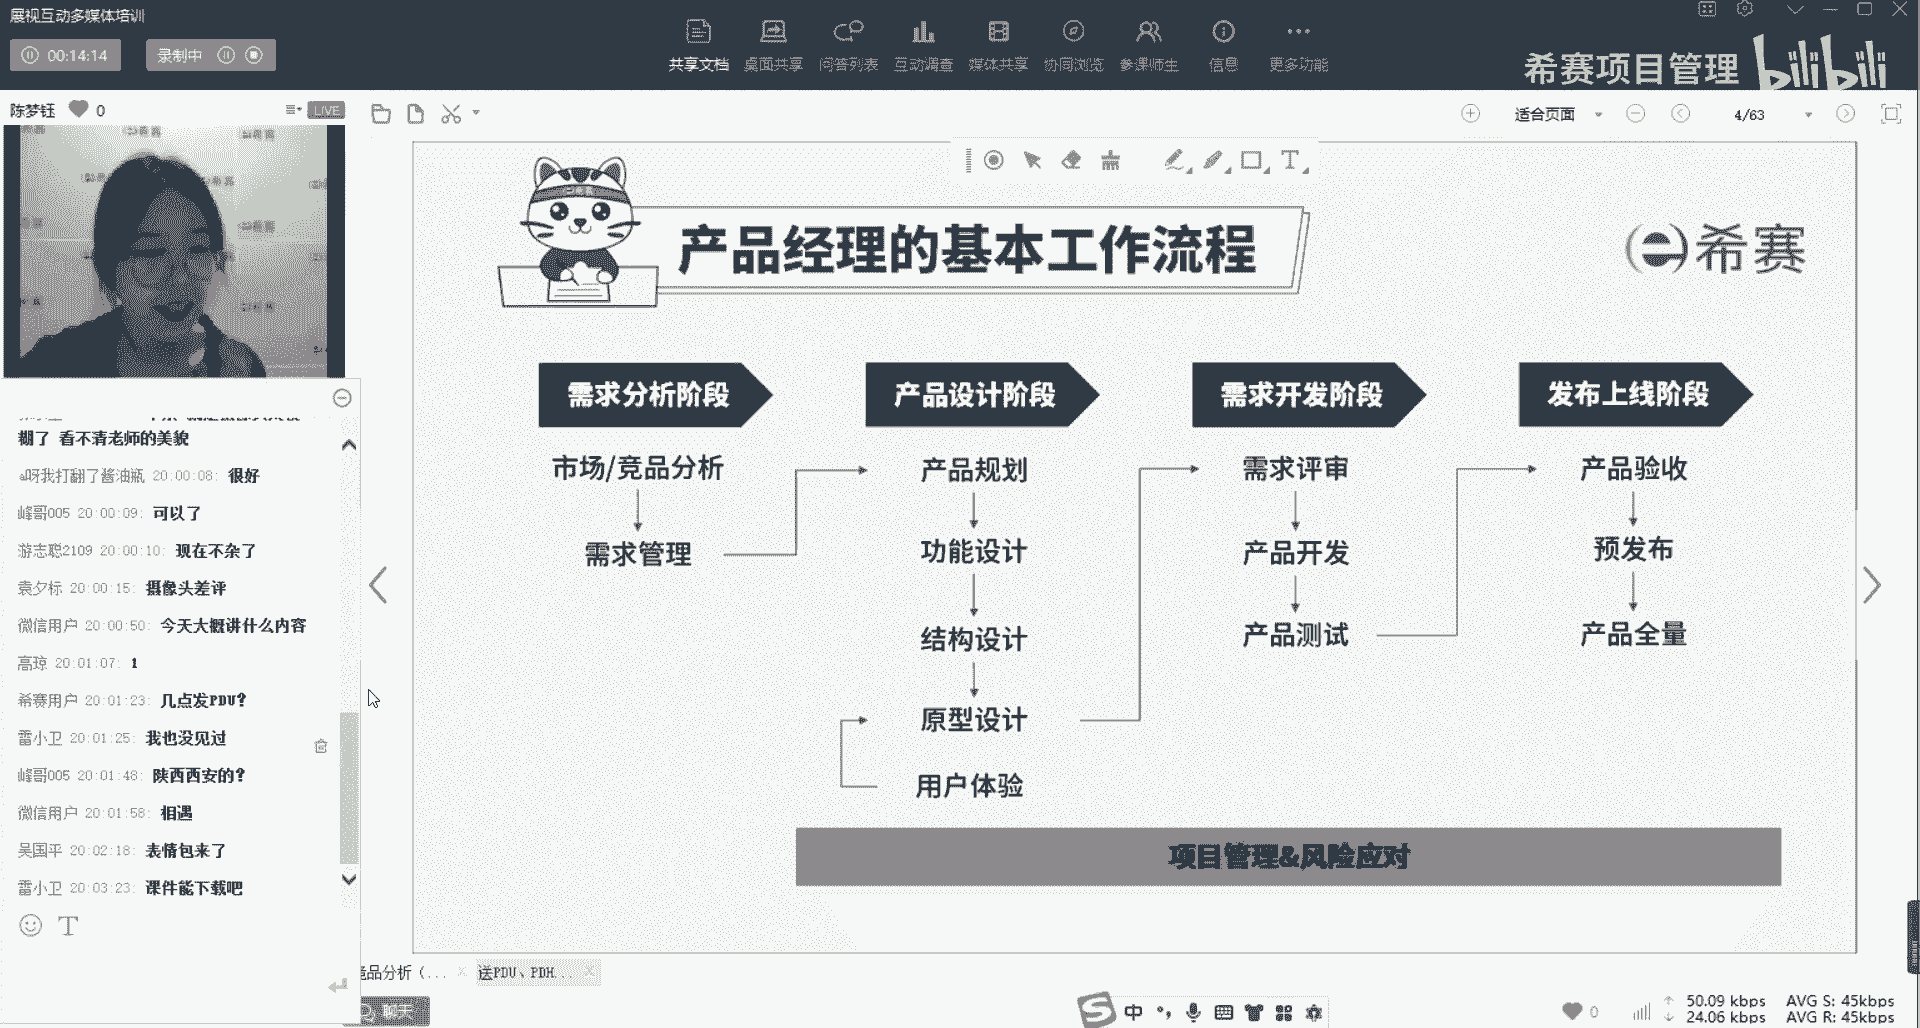 展视互动多媒体培训
00:14:14
录制中
共享文档 桌面共享 问答列表 互动调查 媒体共享 协同浏览 参课师生 信息 更多功能
希赛项目管理 bilibili
陈梦钰 0 LIVE
适合页面 4/63
产品经理的基本工作流程
希赛
需求分析阶段 产品设计阶段 需求开发阶段 发布上线阶段
市场/竞品分析 产品规划 需求评审 产品验收
需求管理 功能设计 产品开发 预发布
结构设计 产品测试 产品全量
原型设计
用户体验
项目管理&风险应对
糊了 看不清老师的美貌
a呀我打翻了酱油瓶 20:00:08: 很好
峰哥005 20:00:09: 可以了
游志聪2109 20:00:10: 现在不杂了
袁夕标 20:00:15: 摄像头差评
微信用户 20:00:50: 今天大概讲什么内容
高琼 20:01:07: 1
希赛用户 20:01:23: 几点发PDU?
雷小卫 20:01:25: 我也没见过
峰哥005 20:01:48: 陕西西安的?
微信用户 20:01:58: 相遇
吴国平 20:02:18: 表情包来了
雷小卫 20:03:23: 课件能下载吧
品分析 (... 送PDU、PDH...
聊天
中
0
50.09 kbps AVG S: 45kbps
24.06 kbps AVG R: 45kbps